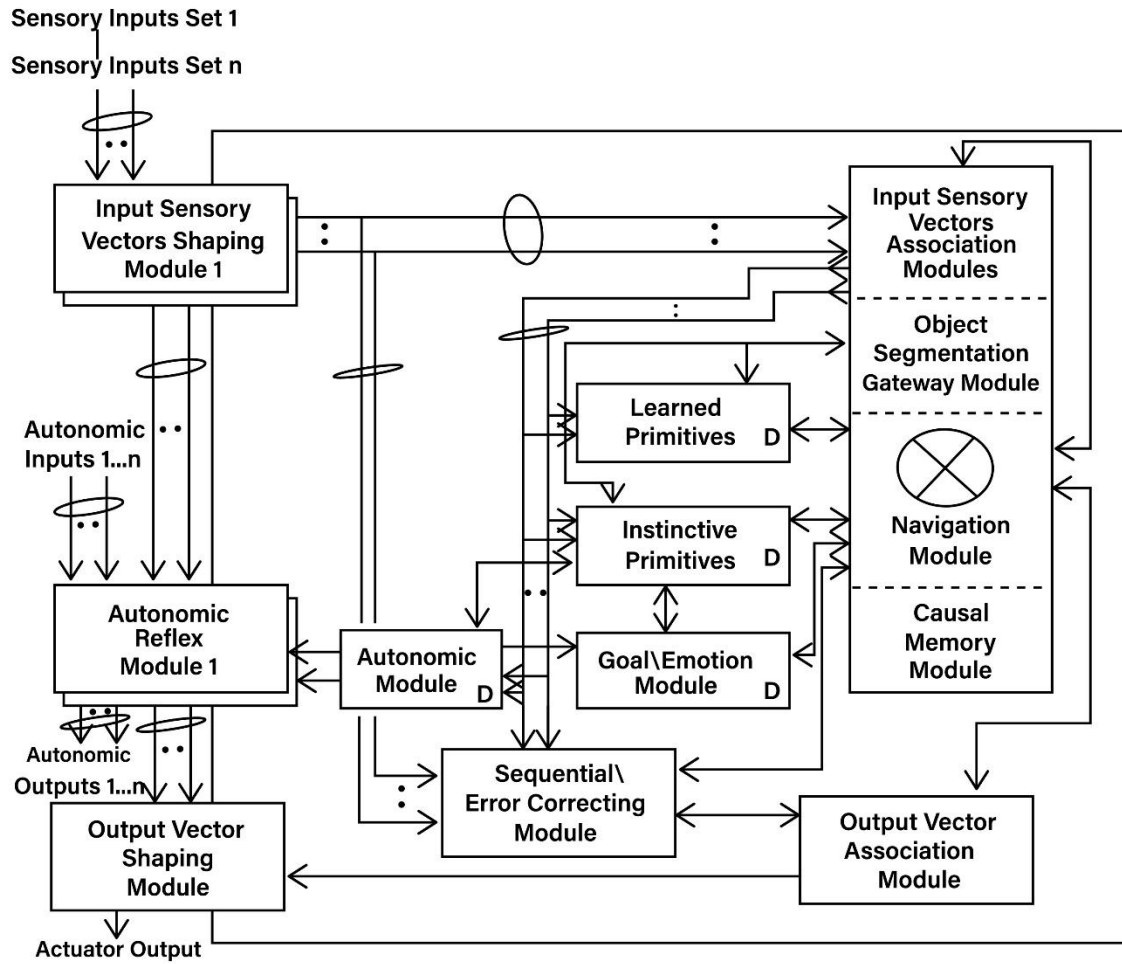 Sensory Inputs Set 1
Sensory Inputs Set n
Input Sensory
Vectors Shaping
Module 1
Input Sensory
Vectors
Association
Modules
Object
Segmentation
Gateway Module
Learned
Primitives
D
Autonomic
Inputs 1...n
Instinctive
Primitives
D
Navigation
Module
Autonomic
Reflex
Module 1
Autonomic
Module
D
Goal\Emotion
Module
D
Causal
Memory
Module
Autonomic
Outputs 1...n
Sequential\
Error Correcting
Module
Output Vector
Shaping
Module
Output Vector
Association
Module
Actuator Output